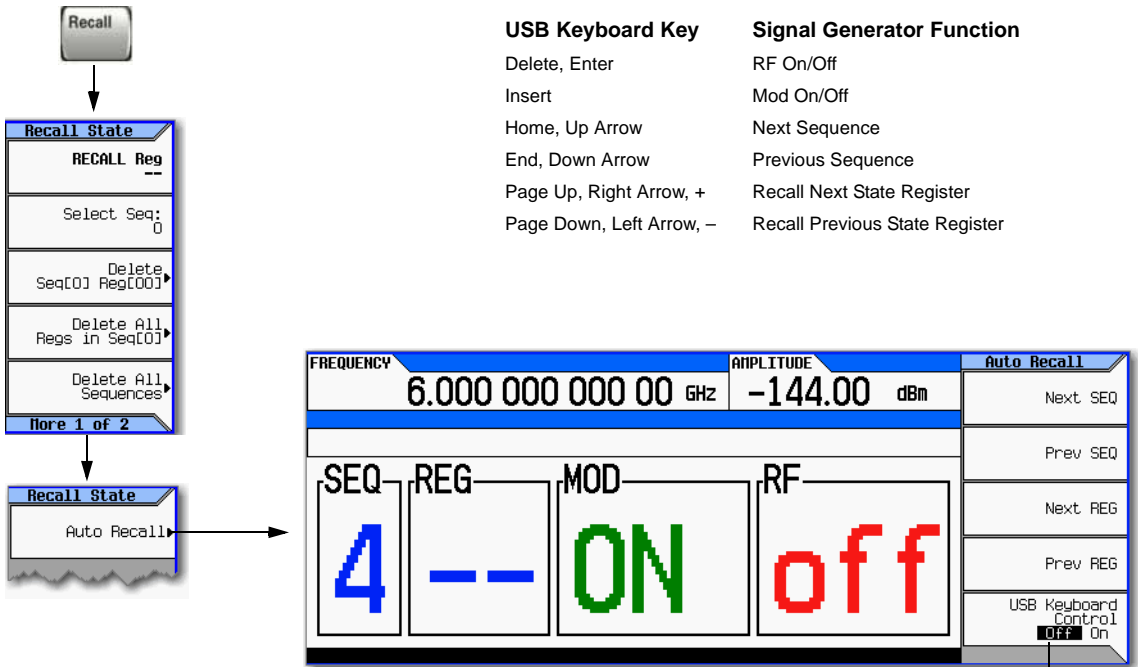 Recall
USB Keyboard Key Signal Generator Function
Delete, Enter RF On/Off
Insert Mod On/Off
Home, Up Arrow Next Sequence
End, Down Arrow Previous Sequence
Page Up, Right Arrow, + Recall Next State Register
Page Down, Left Arrow, – Recall Previous State Register
Recall State
RECALL Reg
--
Select Seq:
0
Delete
Seq[0] Reg[00]
Delete All
Regs in Seq[0]
Delete All
Sequences
More 1 of 2
Recall State
Auto Recall
FREQUENCY
6.000 000 000 00 GHz
AMPLITUDE
-144.00 dBm
SEQ
4
REG
--
MOD
ON
RF
off
Auto Recall
Next SEQ
Prev SEQ
Next REG
Prev REG
USB Keyboard
Control
Off On